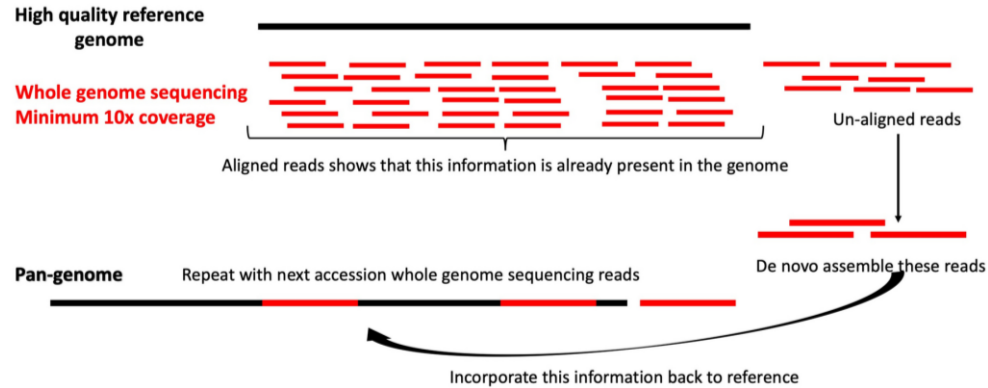 High quality reference
genome
Whole genome sequencing
Minimum 10x coverage
Un-aligned reads
Aligned reads shows that this information is already present in the genome
Pan-genome
Repeat with next accession whole genome sequencing reads
De novo assemble these reads
Incorporate this information back to reference